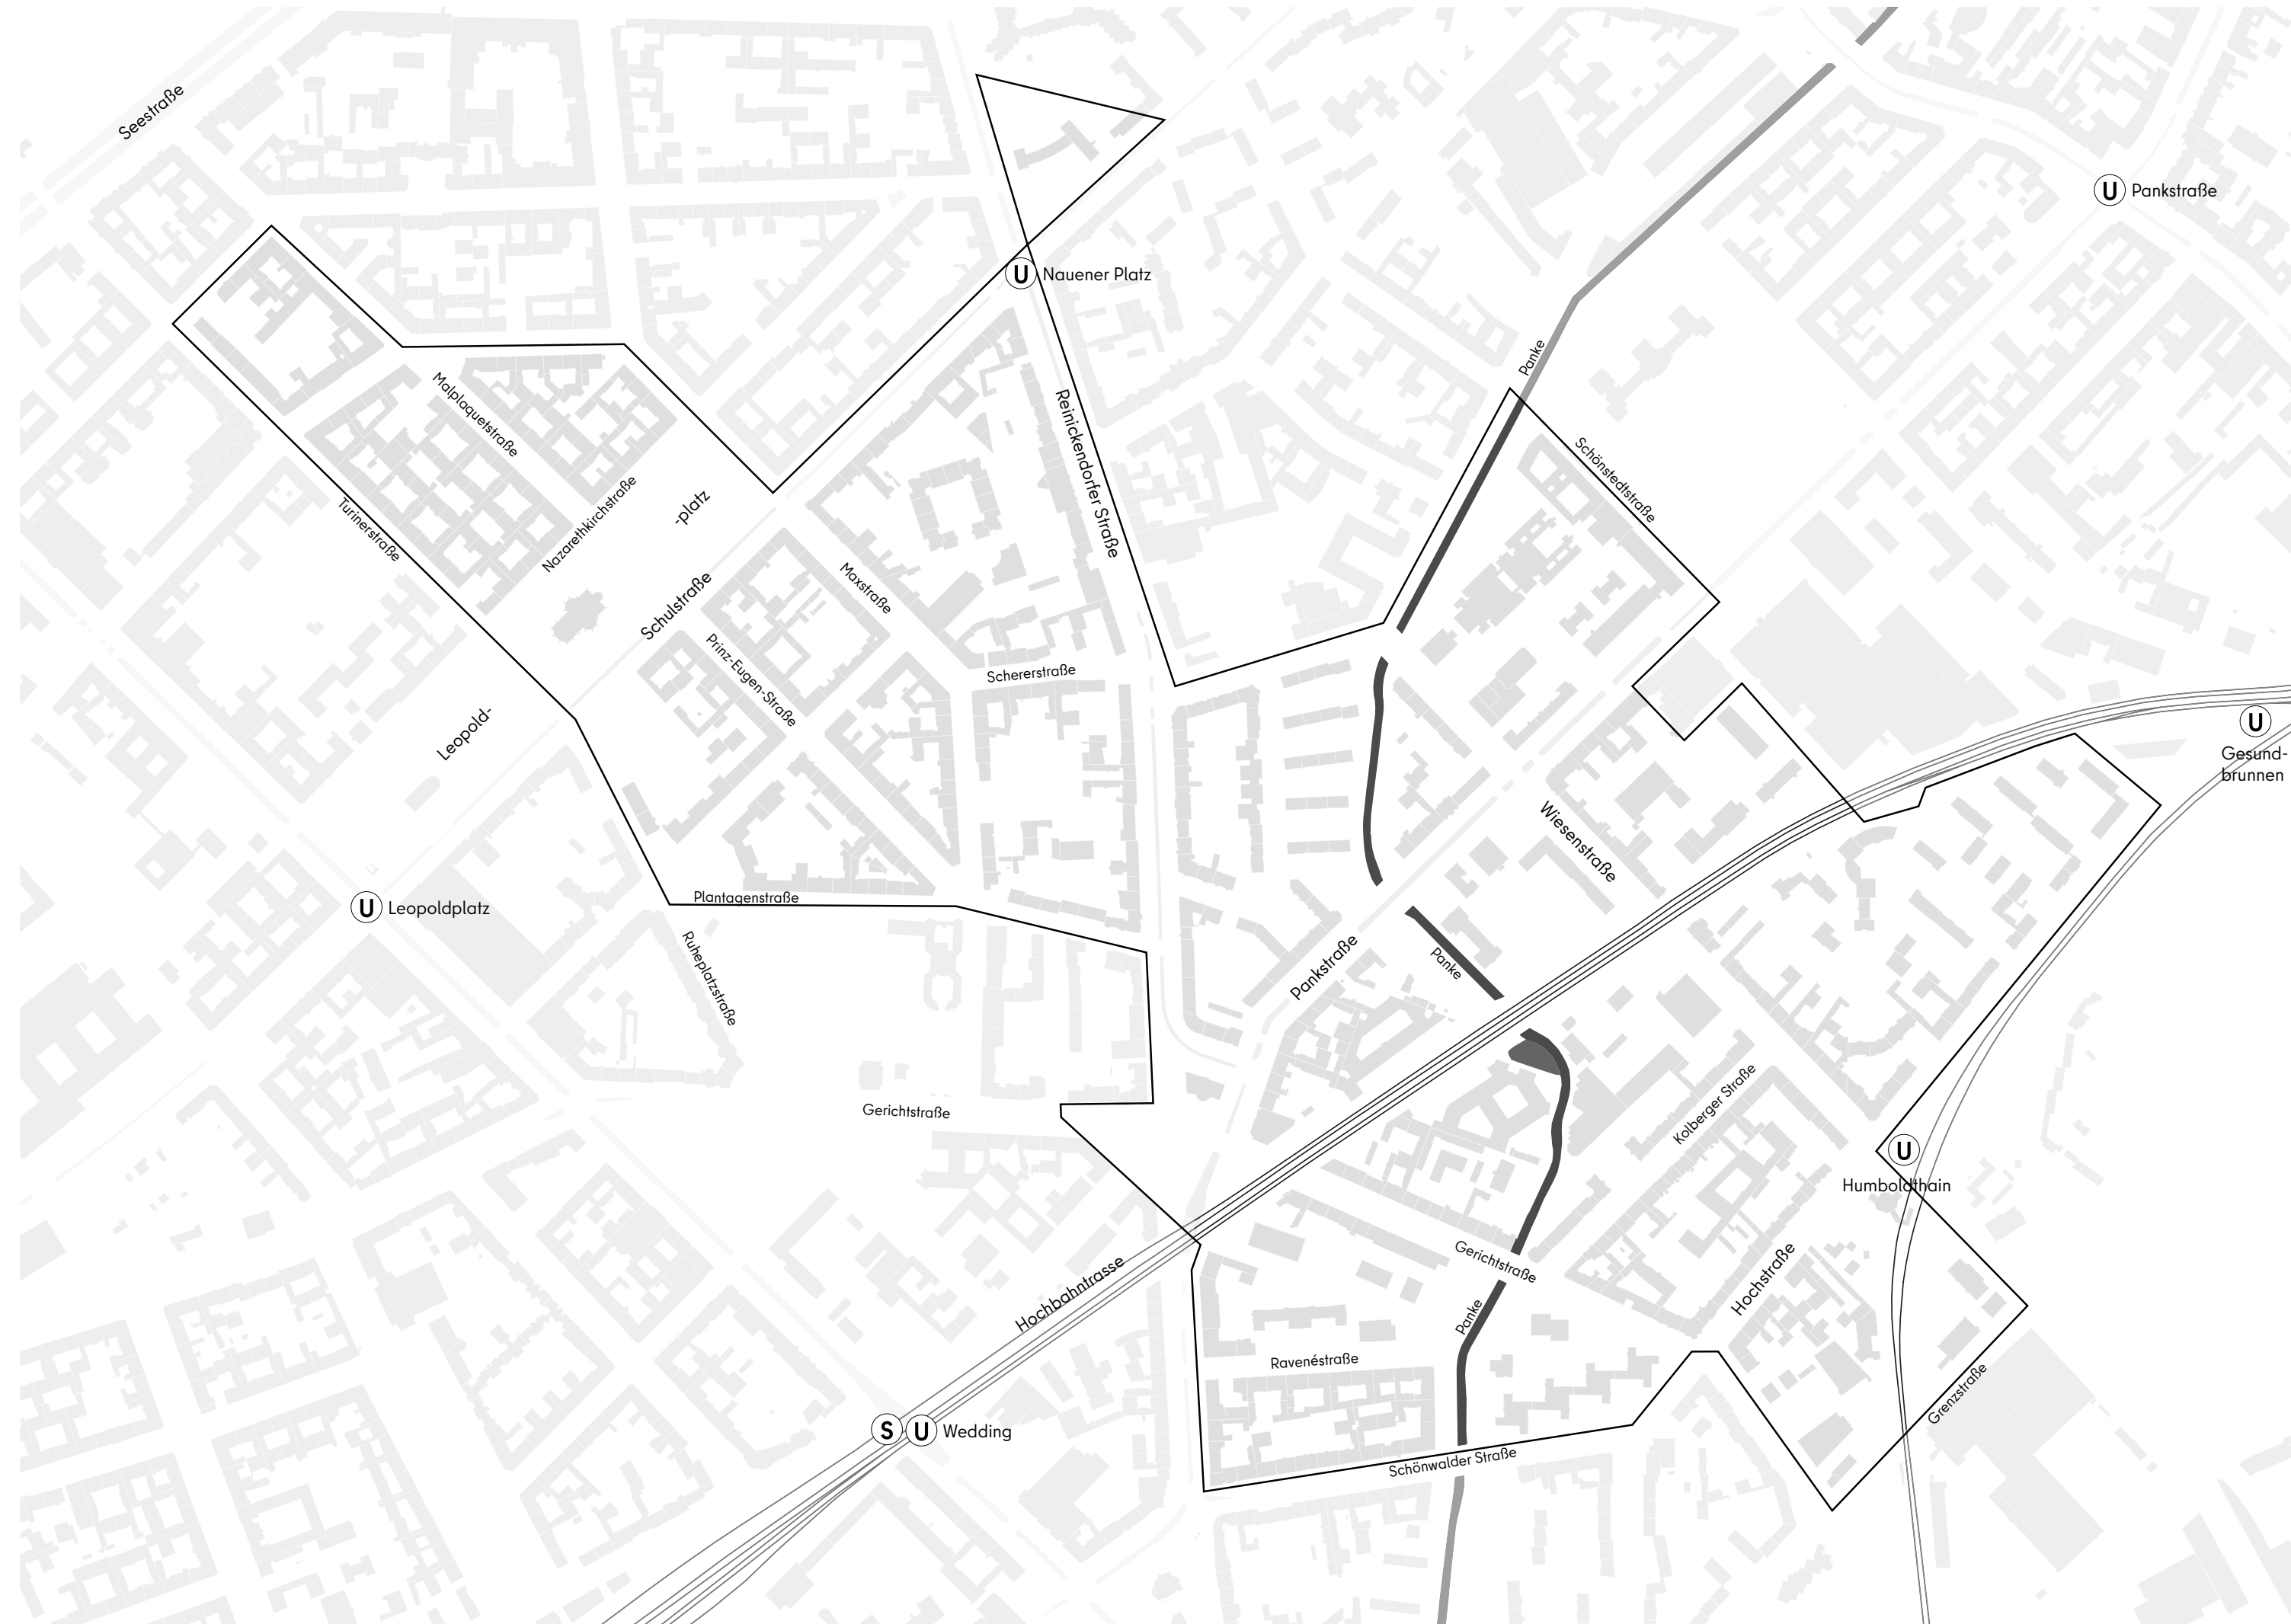 Seestraße
U Pankstraße
U Nauener Platz
Panke
Malplaquetstraße
Reinickendorfer Straße
Schönstedtstraße
Turinerstraße
Nazarethkirchstraße
-platz
Schulstraße
Maxstraße
Prinz-Eugen-Straße
Schererstraße
Leopold-
U
Gesund-
brunnen
Wiesenstraße
U Leopoldplatz
Plantagenstraße
Ruheplatzstraße
Pankstraße
Panke
Gerichtstraße
Kolberger Straße
U
Humboldthain
Hochbahntrasse
Gerichtstraße
Hochstraße
Panke
Ravenéstraße
Grenzstraße
S U Wedding
Schönwalder Straße